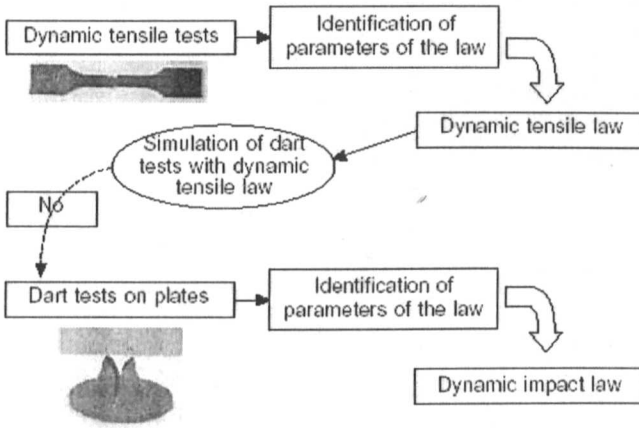 Dynamic tensile tests
Identification of
parameters of the law
Dynamic tensile law
Simulation of dart
tests with dynamic
tensile law
No
Dart tests on plates
Identification of
parameters of the law
Dynamic impact law